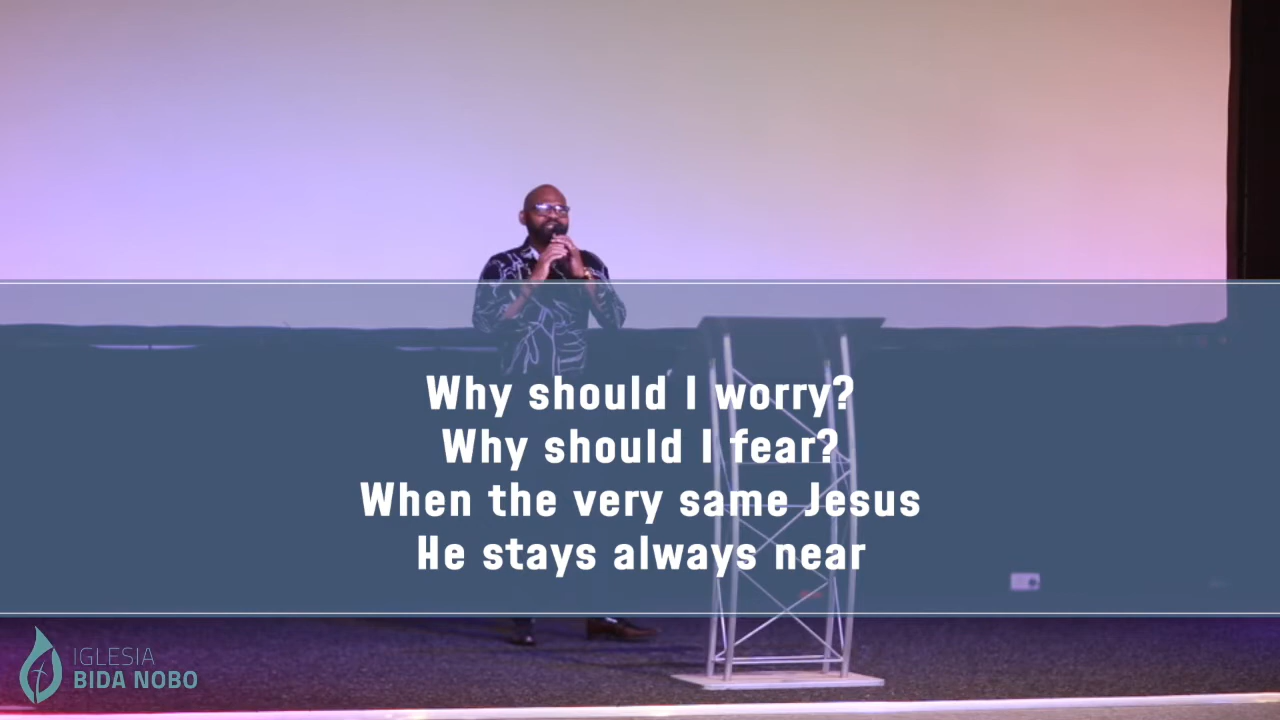 Why should I worry?
Why should I fear?
When the very same Jesus
He stays always near
IGLESIA
BIDA NOBO